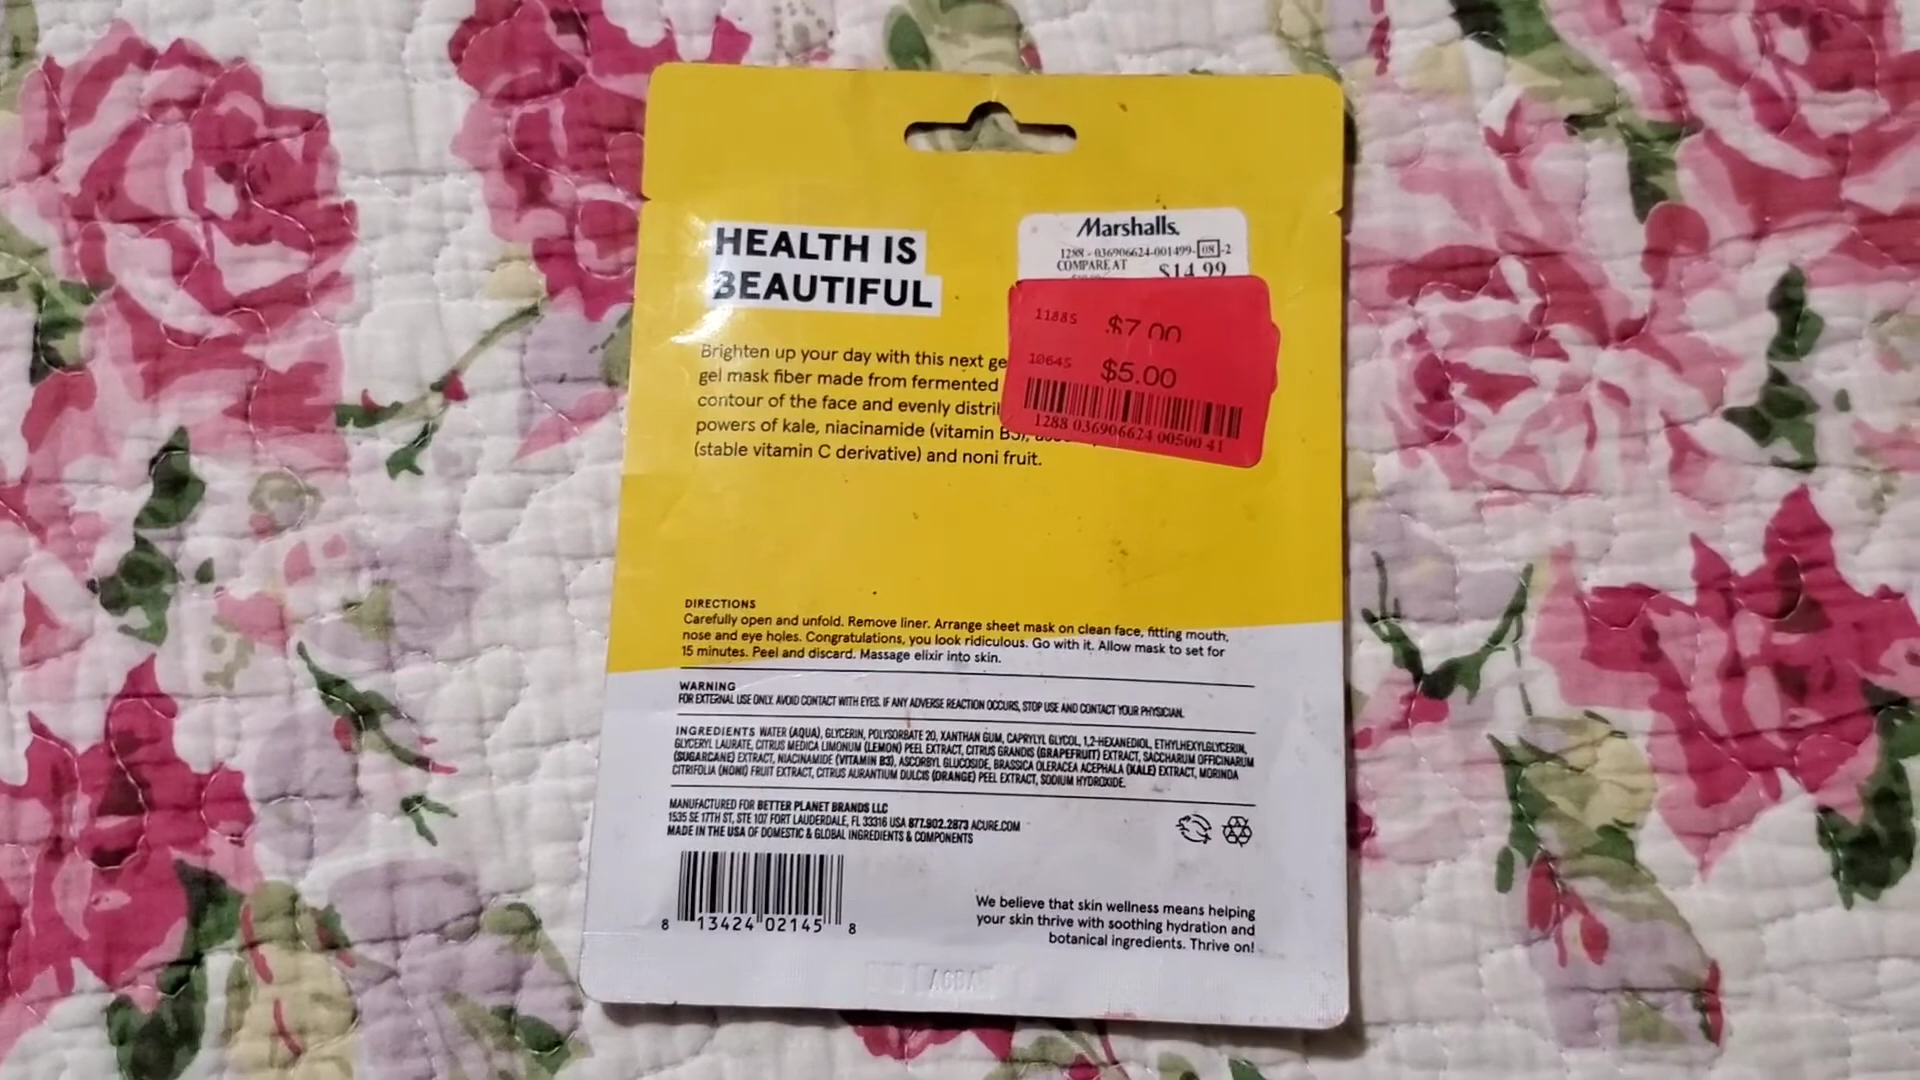 HEALTH IS
BEAUTIFUL
Marshalls.
1288 - 036906624-001499-08-2
COMPARE AT $14.99
1188S $7.00
1064S $5.00
1288 036906624 00500 41
Brighten up your day with this next
gel mask fiber made from fermented
contour of the face and evenly
powers of kale, niacinamide (vitamin B3),
(stable vitamin C derivative) and noni fruit.
DIRECTIONS
Carefully open and unfold. Remove liner. Arrange sheet mask on clean face, fitting mouth,
nose and eye holes. Congratulations, you look ridiculous. Go with it. Allow mask to set for
15 minutes. Peel and discard. Massage elixir into skin.
WARNING
FOR EXTERNAL USE ONLY. AVOID CONTACT WITH EYES. IF ANY ADVERSE REACTION OCCURS, STOP USE AND CONTACT YOUR PHYSICIAN.
INGREDIENTS WATER (AQUA), GLYCERIN, POLYSORBATE 20, XANTHAN GUM, CAPRYLYL GLYCOL, 1,2-HEXANEDIOL, ETHYLHEXYLGLYCERIN,
GLYCERYL LAURATE, CITRUS MEDICA LIMONUM (LEMON) PEEL EXTRACT, CITRUS GRANDIS (GRAPEFRUIT) EXTRACT, SACCHARUM OFFICINARUM
(SUGARCANE) EXTRACT, NIACINAMIDE (VITAMIN B3), ASCORBYL GLUCOSIDE, BRASSICA OLERACEA ACEPHALA (KALE) EXTRACT, MORINDA
CITRIFOLIA (NONI) FRUIT EXTRACT, CITRUS AURANTIUM DULCIS (ORANGE) PEEL EXTRACT, SODIUM HYDROXIDE.
MANUFACTURED FOR BETTER PLANET BRANDS LLC
1535 SE 17TH ST, STE 107 FORT LAUDERDALE, FL 33316 USA 877.902.2873 ACURE.COM
MADE IN THE USA OF DOMESTIC & GLOBAL INGREDIENTS & COMPONENTS
8 13424 02145 8
We believe that skin wellness means helping
your skin thrive with soothing hydration and
botanical ingredients. Thrive on!